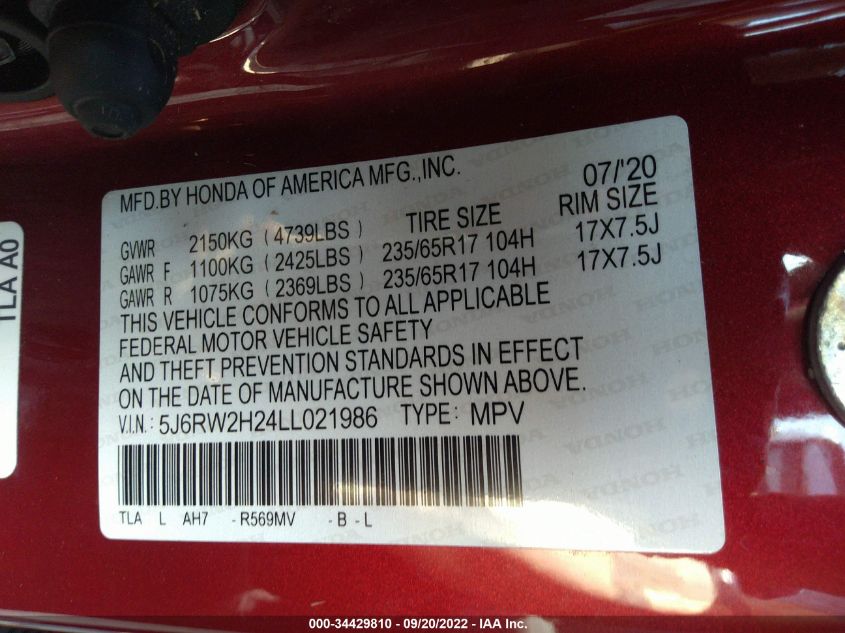 MFD.BY HONDA OF AMERICA MFG.,INC. 07/'20
TIRE SIZE RIM SIZE
GVWR 2150KG (4739LBS)
GAWR F 1100KG (2425LBS) 235/65R17 104H 17X7.5J
GAWR R 1075KG (2369LBS) 235/65R17 104H 17X7.5J
THIS VEHICLE CONFORMS TO ALL APPLICABLE
FEDERAL MOTOR VEHICLE SAFETY
AND THEFT PREVENTION STANDARDS IN EFFECT
ON THE DATE OF MANUFACTURE SHOWN ABOVE.
V.I.N.: 5J6RW2H24LL021986 TYPE: MPV
TLA L AH7 -R569MV -B-L
TLA A0
000-34429810 - 09/20/2022 - IAA Inc.